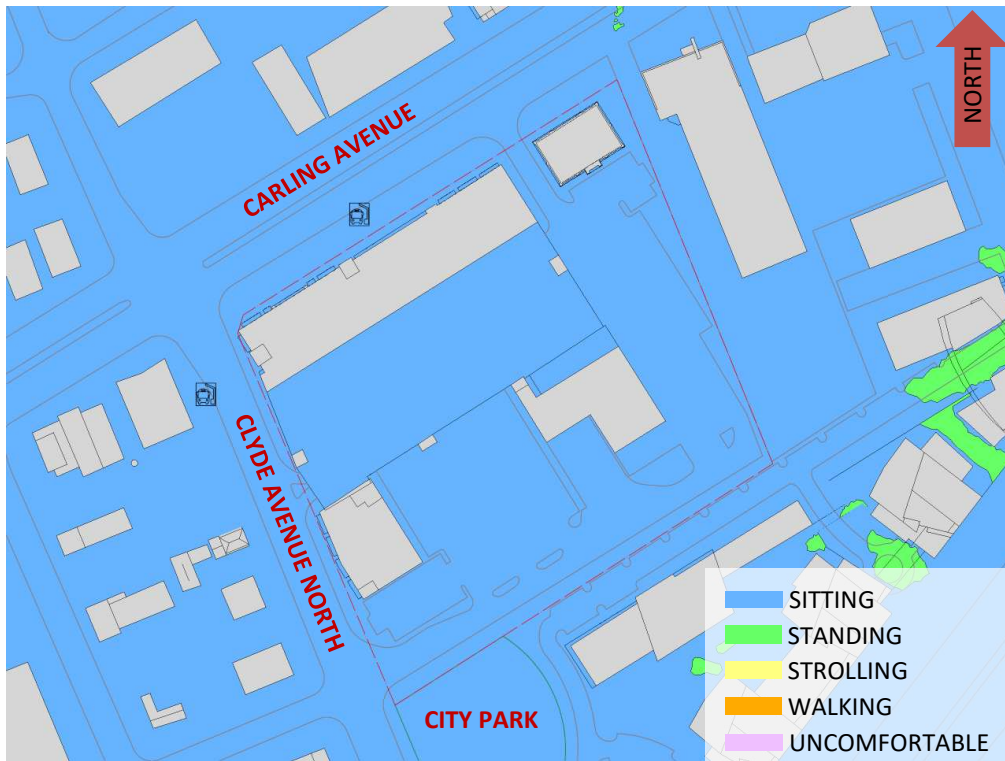 NORTH
CARLING AVENUE
CLYDE AVENUE NORTH
CITY PARK
SITTING
STANDING
STROLLING
WALKING
UNCOMFORTABLE